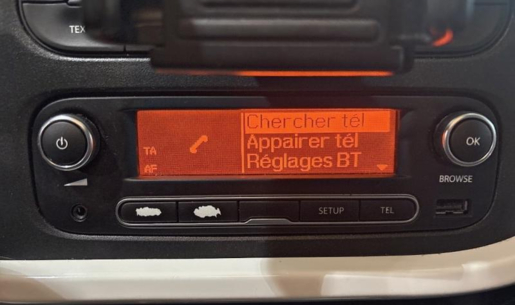 TEX
Chercher tél
Appairer tél
TA
Réglages BT
AF
OK
BROWSE
SETUP
TEL